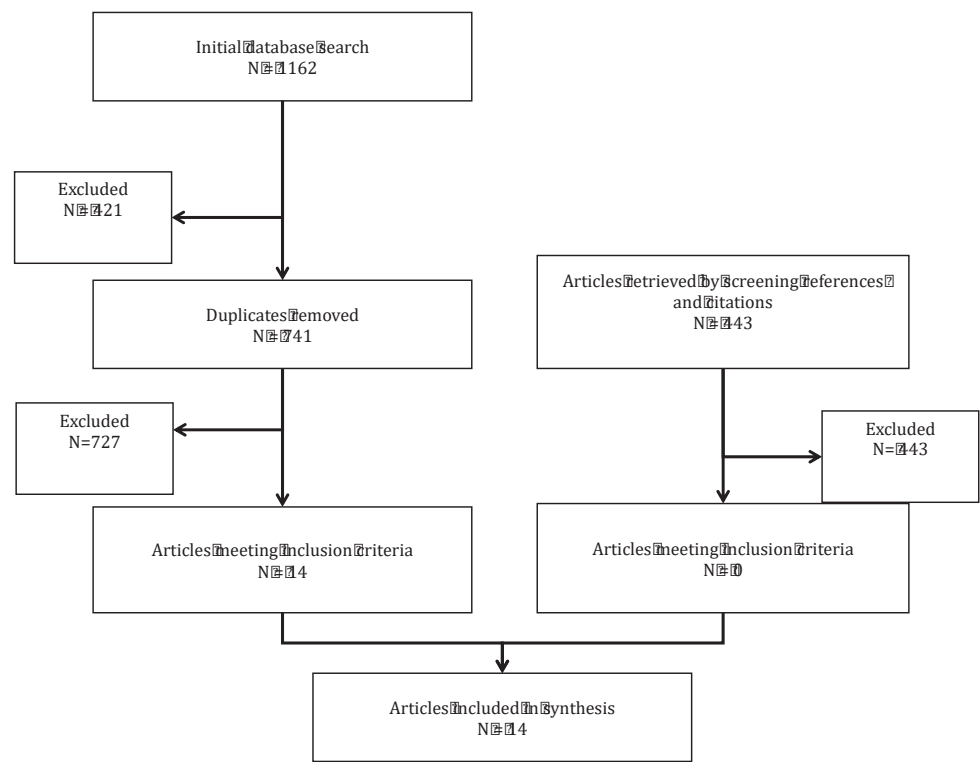 Initial database search
N = 1162
Excluded
N = 421
Duplicates removed
N = 741
Articles retrieved by screening references
and citations
N = 443
Excluded
N=727
Excluded
N= 443
Articles meeting inclusion criteria
N = 14
Articles meeting inclusion criteria
N = 0
Articles included in synthesis
N = 14